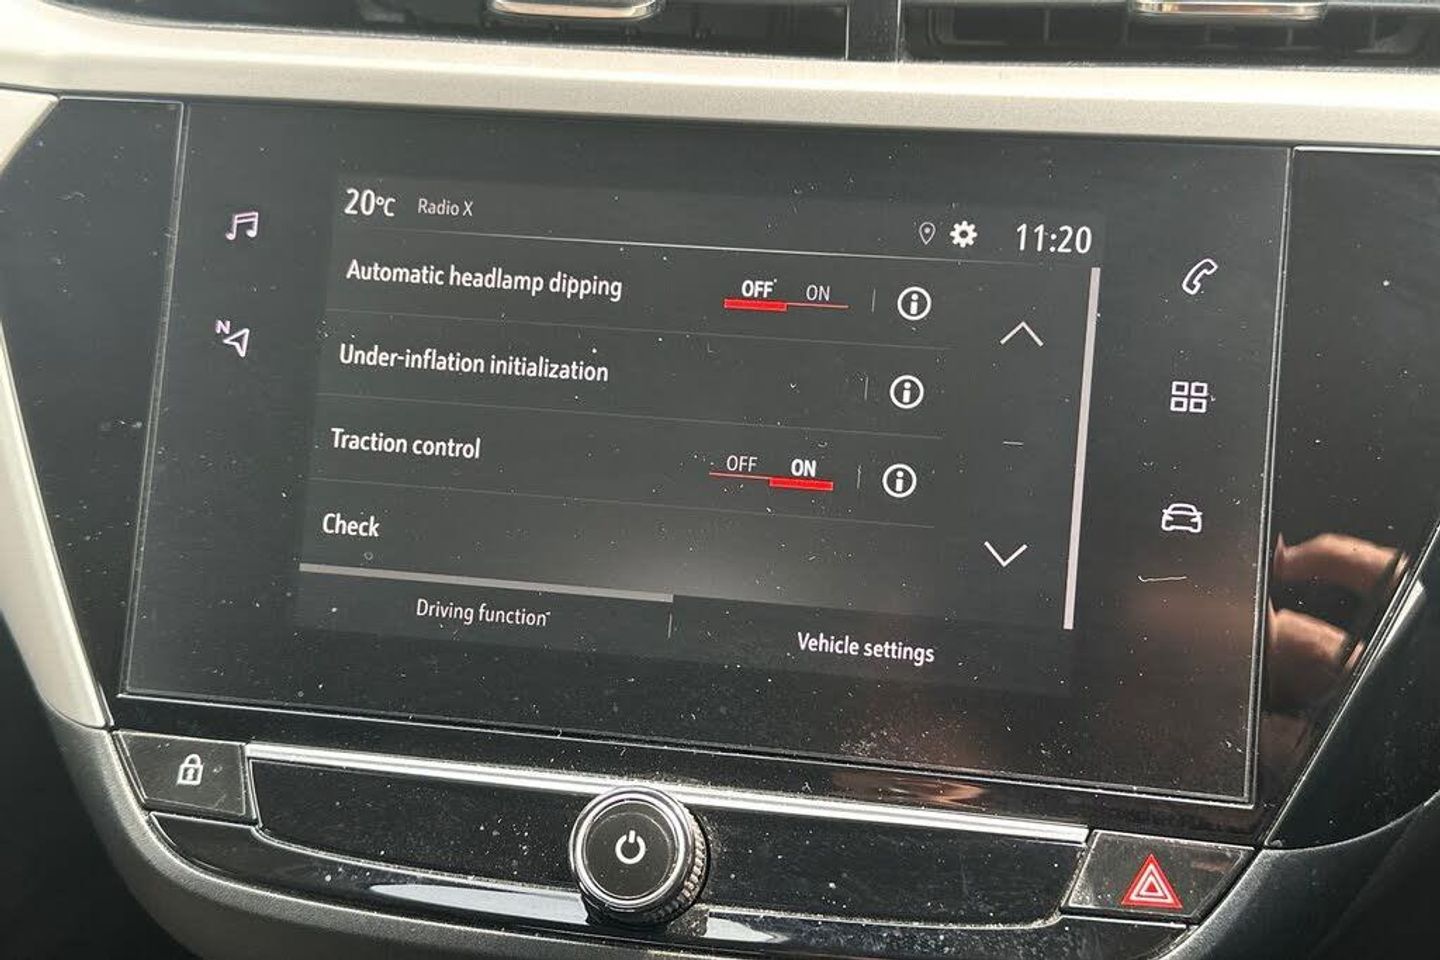 20°C Radio X 11:20
Automatic headlamp dipping OFF ON
Under-inflation initialization
Traction control OFF ON
Check
Driving function
Vehicle settings
N